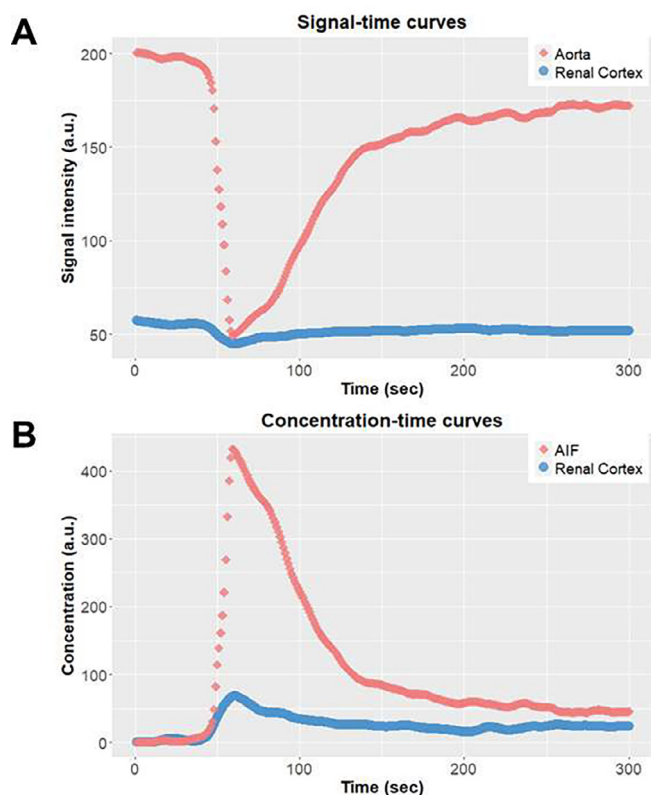 A
Signal-time curves
Aorta
Renal Cortex
Signal intensity (a.u.)
200
150
100
50
0
100
200
300
Time (sec)
B
Concentration-time curves
AIF
Renal Cortex
Concentration (a.u.)
400
300
200
100
0
0
100
200
300
Time (sec)